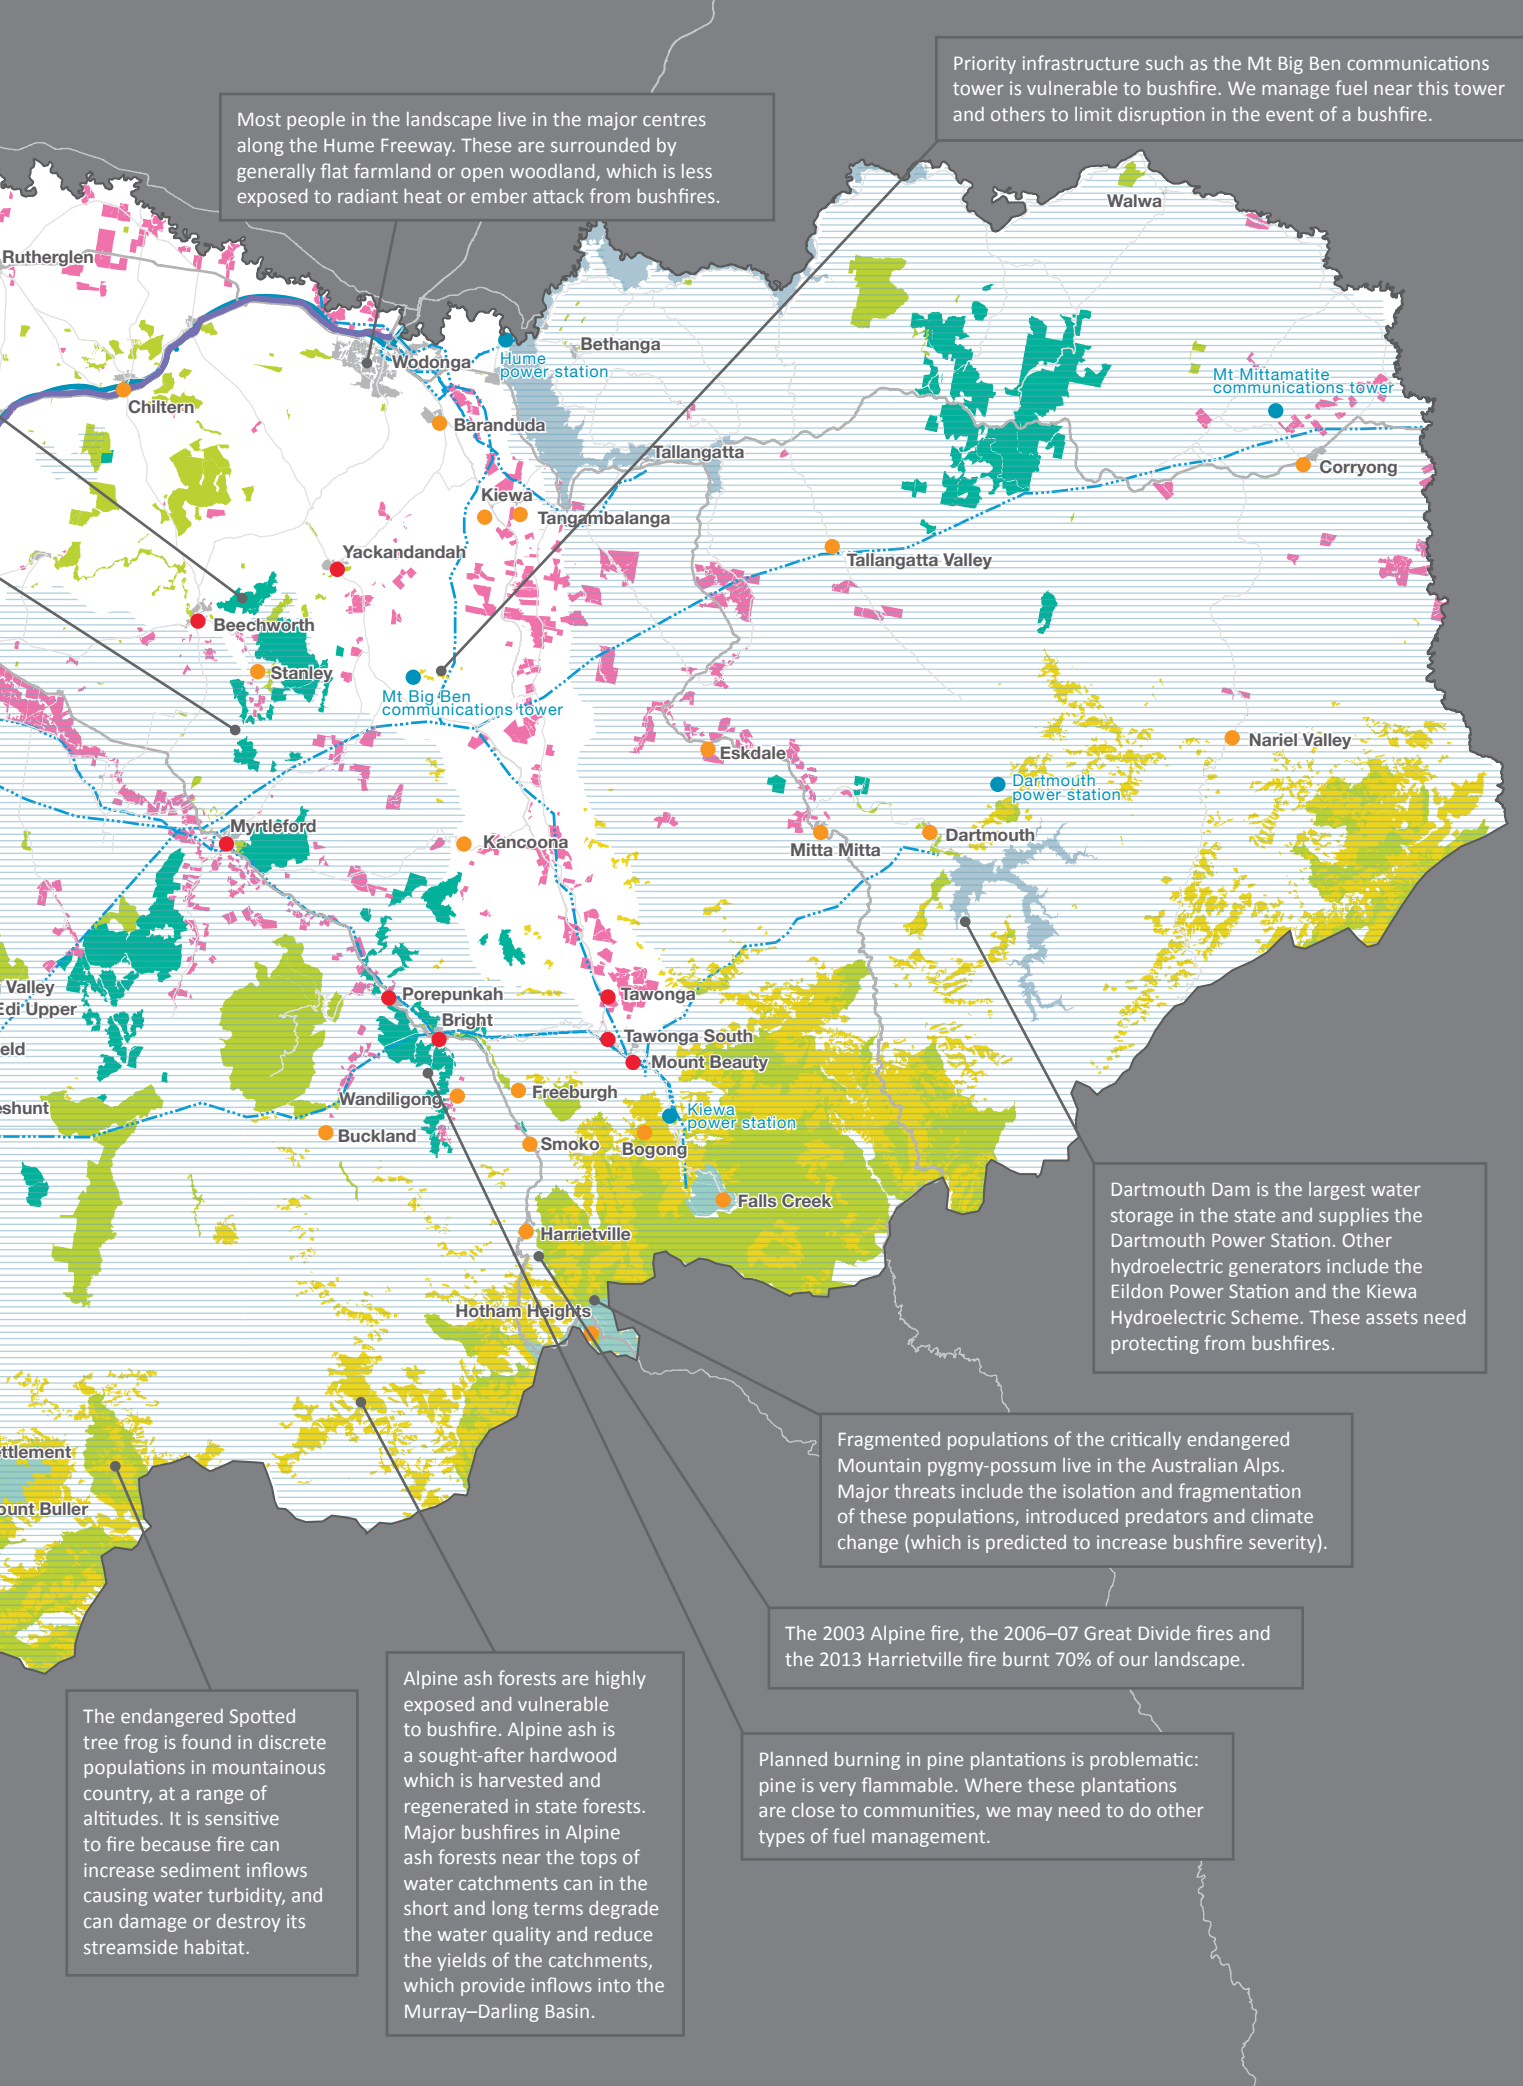 Priority infrastructure such as the Mt Big Ben communications
tower is vulnerable to bushfire. We manage fuel near this tower
and others to limit disruption in the event of a bushfire.
Most people in the landscape live in the major centres
along the Hume Freeway. These are surrounded by
generally flat farmland or open woodland, which is less
exposed to radiant heat or ember attack from bushfires.
Walwa
Rutherglen
Bethanga
Wodonga
Hume
power station
Mt Mittamatite
communications tower
Chiltern
Baranduda
Tallangatta
Corryong
Kiewa
Tangambalanga
Yackandandah
Tallangatta Valley
Beechworth
Stanley
Mt Big Ben
communications tower
Nariel Valley
Eskdale
Dartmouth
power station
Myrtleford
Dartmouth
Kancoona
Mitta Mitta
Valley
Edi Upper
Porepunkah
Tawonga
Bright
Tawonga South
eld
Mount Beauty
Freeburgh
Wandiligong
eshunt
Kiewa
power station
Buckland
Smoko
Bogong
Falls Creek
Harrietville
Hotham Heights
Dartmouth Dam is the largest water
storage in the state and supplies the
Dartmouth Power Station. Other
hydroelectric generators include the
Eildon Power Station and the Kiewa
Hydroelectric Scheme. These assets need
protecting from bushfires.
ettlement
ount Buller
Fragmented populations of the critically endangered
Mountain pygmy-possum live in the Australian Alps.
Major threats include the isolation and fragmentation
of these populations, introduced predators and climate
change (which is predicted to increase bushfire severity).
The 2003 Alpine fire, the 2006–07 Great Divide fires and
the 2013 Harrietville fire burnt 70% of our landscape.
Alpine ash forests are highly
exposed and vulnerable
to bushfire. Alpine ash is
a sought-after hardwood
which is harvested and
regenerated in state forests.
Major bushfires in Alpine
ash forests near the tops of
water catchments can in the
short and long terms degrade
the water quality and reduce
the yields of the catchments,
which provide inflows into the
Murray–Darling Basin.
The endangered Spotted
tree frog is found in discrete
populations in mountainous
country, at a range of
altitudes. It is sensitive
to fire because fire can
increase sediment inflows
causing water turbidity, and
can damage or destroy its
streamside habitat.
Planned burning in pine plantations is problematic:
pine is very flammable. Where these plantations
are close to communities, we may need to do other
types of fuel management.